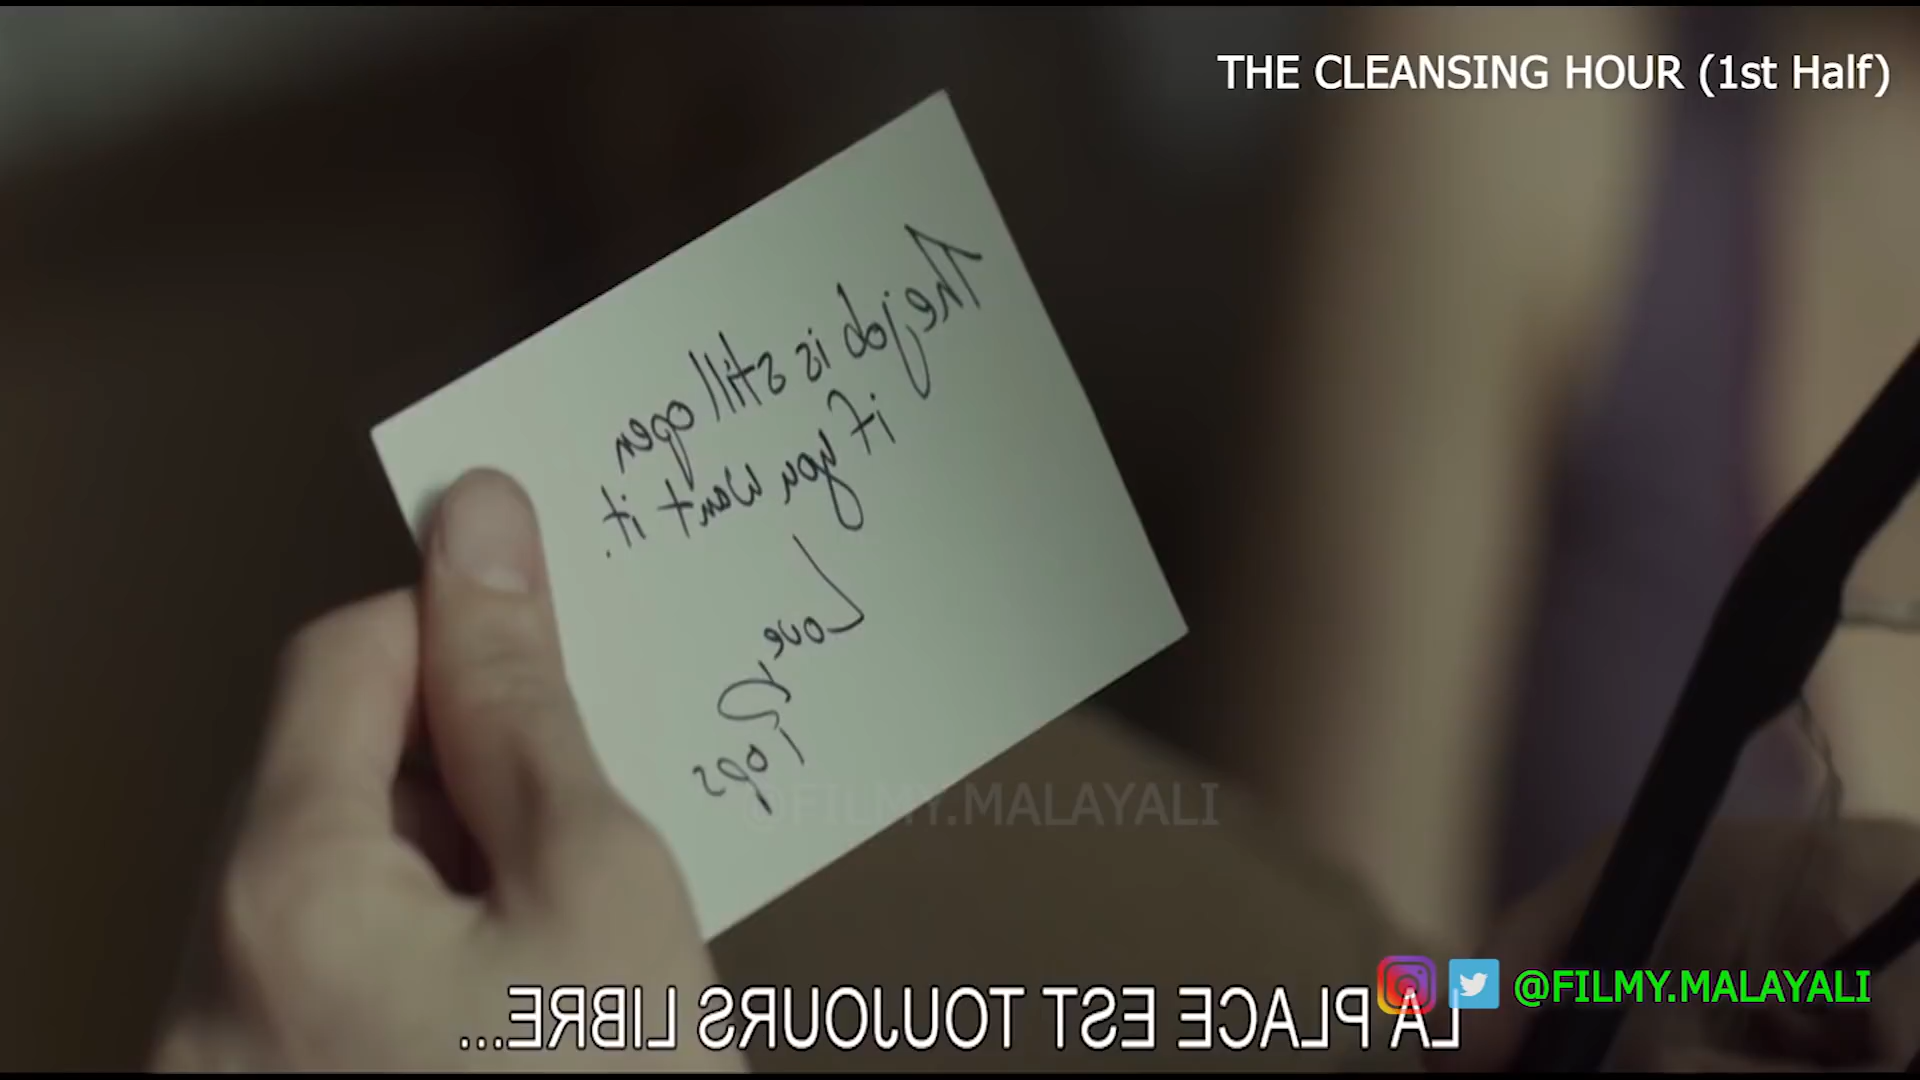 THE CLEANSING HOUR (1st Half)
The job is still open
if you want it.
Love,
Tops
@FILMY.MALAYALI
LA PLACE EST TOUJOURS LIBRE...
@FILMY.MALAYALI